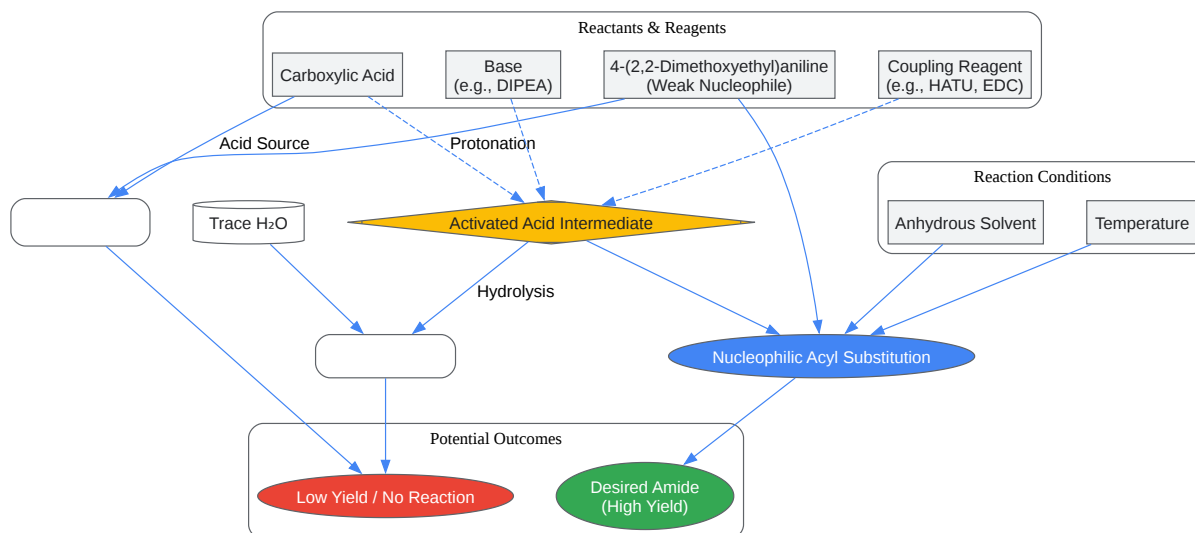 Reactants & Reagents
Carboxylic Acid
Base
(e.g., DIPEA)
4-(2,2-Dimethoxyethyl)aniline
(Weak Nucleophile)
Coupling Reagent
(e.g., HATU, EDC)
Acid Source
Protonation
Reaction Conditions
Trace H₂O
Activated Acid Intermediate
Anhydrous Solvent
Temperature
Hydrolysis
Nucleophilic Acyl Substitution
Potential Outcomes
Low Yield / No Reaction
Desired Amide
(High Yield)